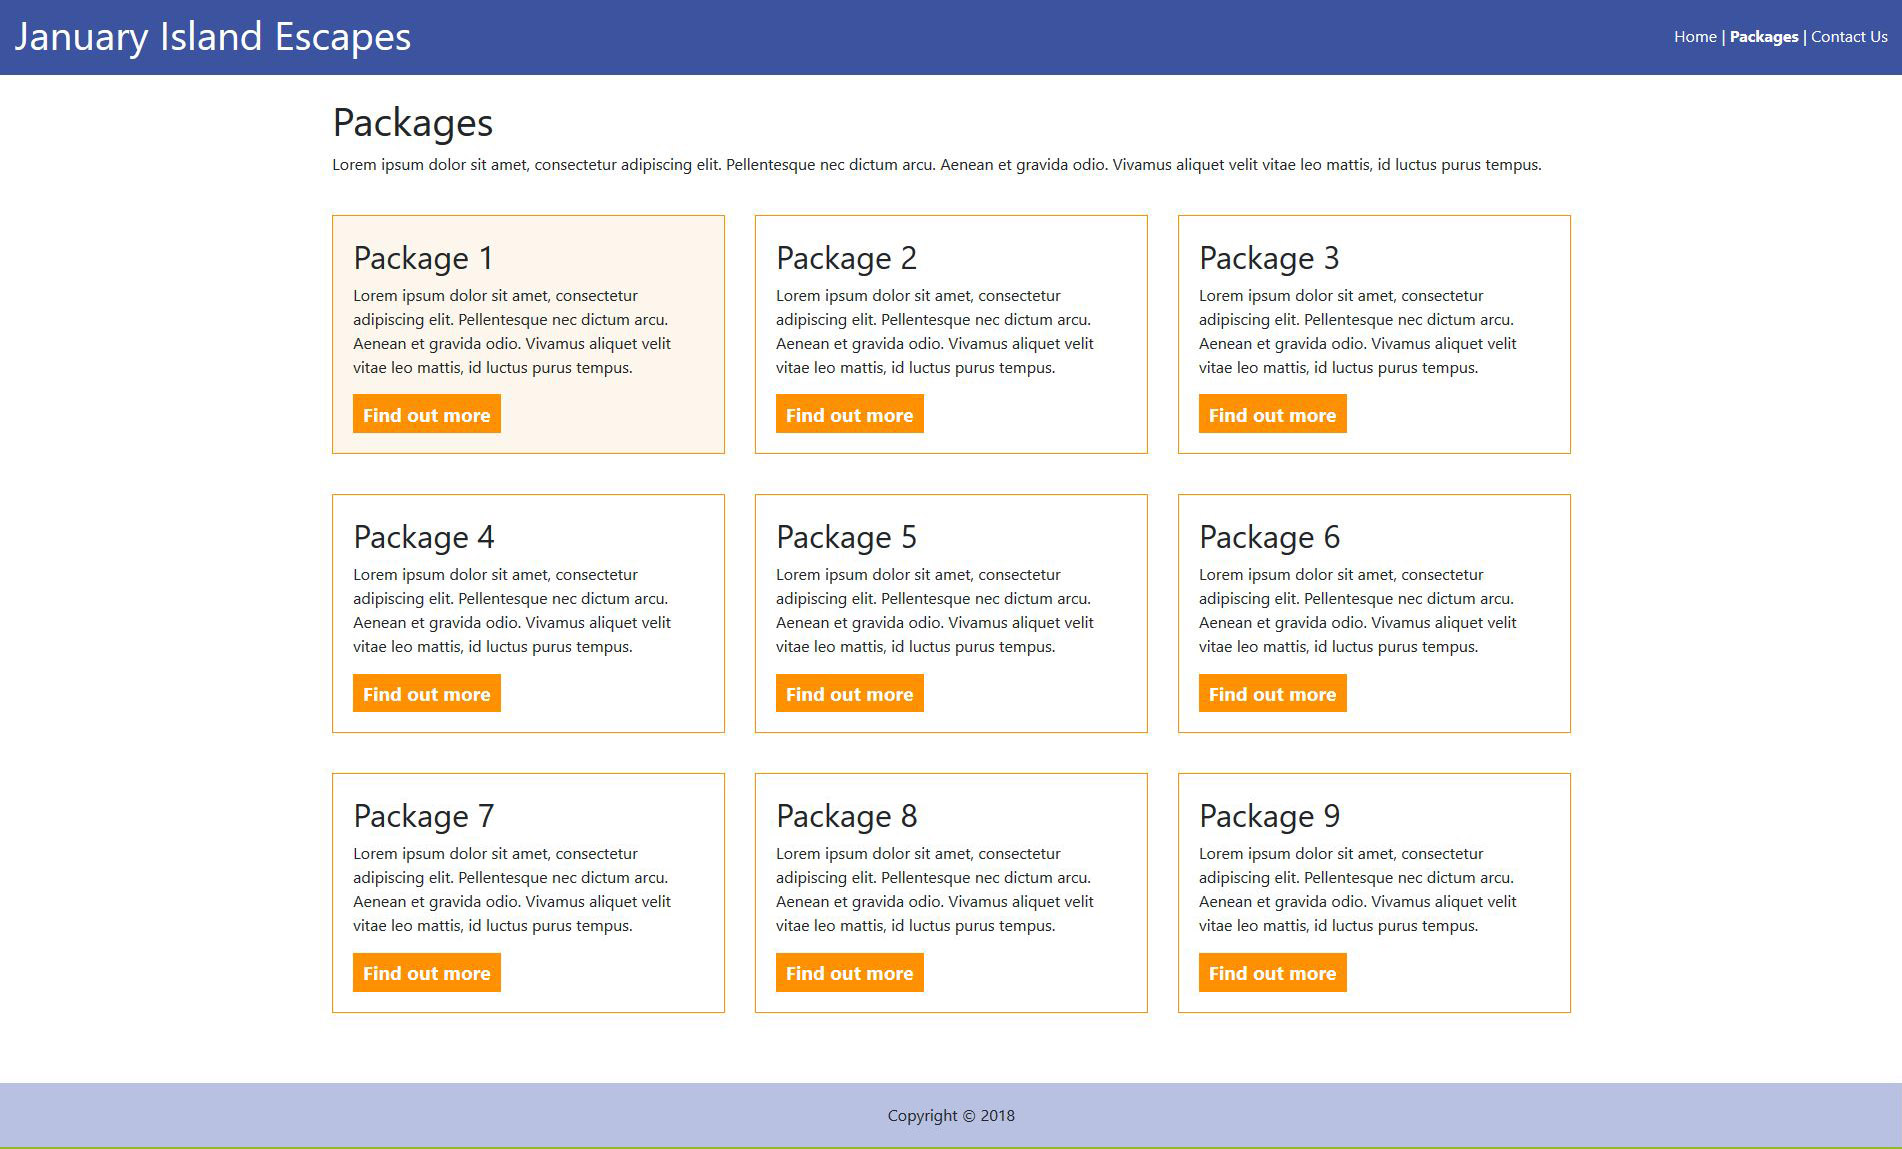 January Island Escapes
Home | Packages | Contact Us
Packages
Lorem ipsum dolor sit amet, consectetur adipiscing elit. Pellentesque nec dictum arcu. Aenean et gravida odio. Vivamus aliquet velit vitae leo mattis, id luctus purus tempus.
Package 1
Lorem ipsum dolor sit amet, consectetur
adipiscing elit. Pellentesque nec dictum arcu.
Aenean et gravida odio. Vivamus aliquet velit
vitae leo mattis, id luctus purus tempus.
Find out more
Package 2
Lorem ipsum dolor sit amet, consectetur
adipiscing elit. Pellentesque nec dictum arcu.
Aenean et gravida odio. Vivamus aliquet velit
vitae leo mattis, id luctus purus tempus.
Find out more
Package 3
Lorem ipsum dolor sit amet, consectetur
adipiscing elit. Pellentesque nec dictum arcu.
Aenean et gravida odio. Vivamus aliquet velit
vitae leo mattis, id luctus purus tempus.
Find out more
Package 4
Lorem ipsum dolor sit amet, consectetur
adipiscing elit. Pellentesque nec dictum arcu.
Aenean et gravida odio. Vivamus aliquet velit
vitae leo mattis, id luctus purus tempus.
Find out more
Package 5
Lorem ipsum dolor sit amet, consectetur
adipiscing elit. Pellentesque nec dictum arcu.
Aenean et gravida odio. Vivamus aliquet velit
vitae leo mattis, id luctus purus tempus.
Find out more
Package 6
Lorem ipsum dolor sit amet, consectetur
adipiscing elit. Pellentesque nec dictum arcu.
Aenean et gravida odio. Vivamus aliquet velit
vitae leo mattis, id luctus purus tempus.
Find out more
Package 7
Lorem ipsum dolor sit amet, consectetur
adipiscing elit. Pellentesque nec dictum arcu.
Aenean et gravida odio. Vivamus aliquet velit
vitae leo mattis, id luctus purus tempus.
Find out more
Package 8
Lorem ipsum dolor sit amet, consectetur
adipiscing elit. Pellentesque nec dictum arcu.
Aenean et gravida odio. Vivamus aliquet velit
vitae leo mattis, id luctus purus tempus.
Find out more
Package 9
Lorem ipsum dolor sit amet, consectetur
adipiscing elit. Pellentesque nec dictum arcu.
Aenean et gravida odio. Vivamus aliquet velit
vitae leo mattis, id luctus purus tempus.
Find out more
Copyright © 2018